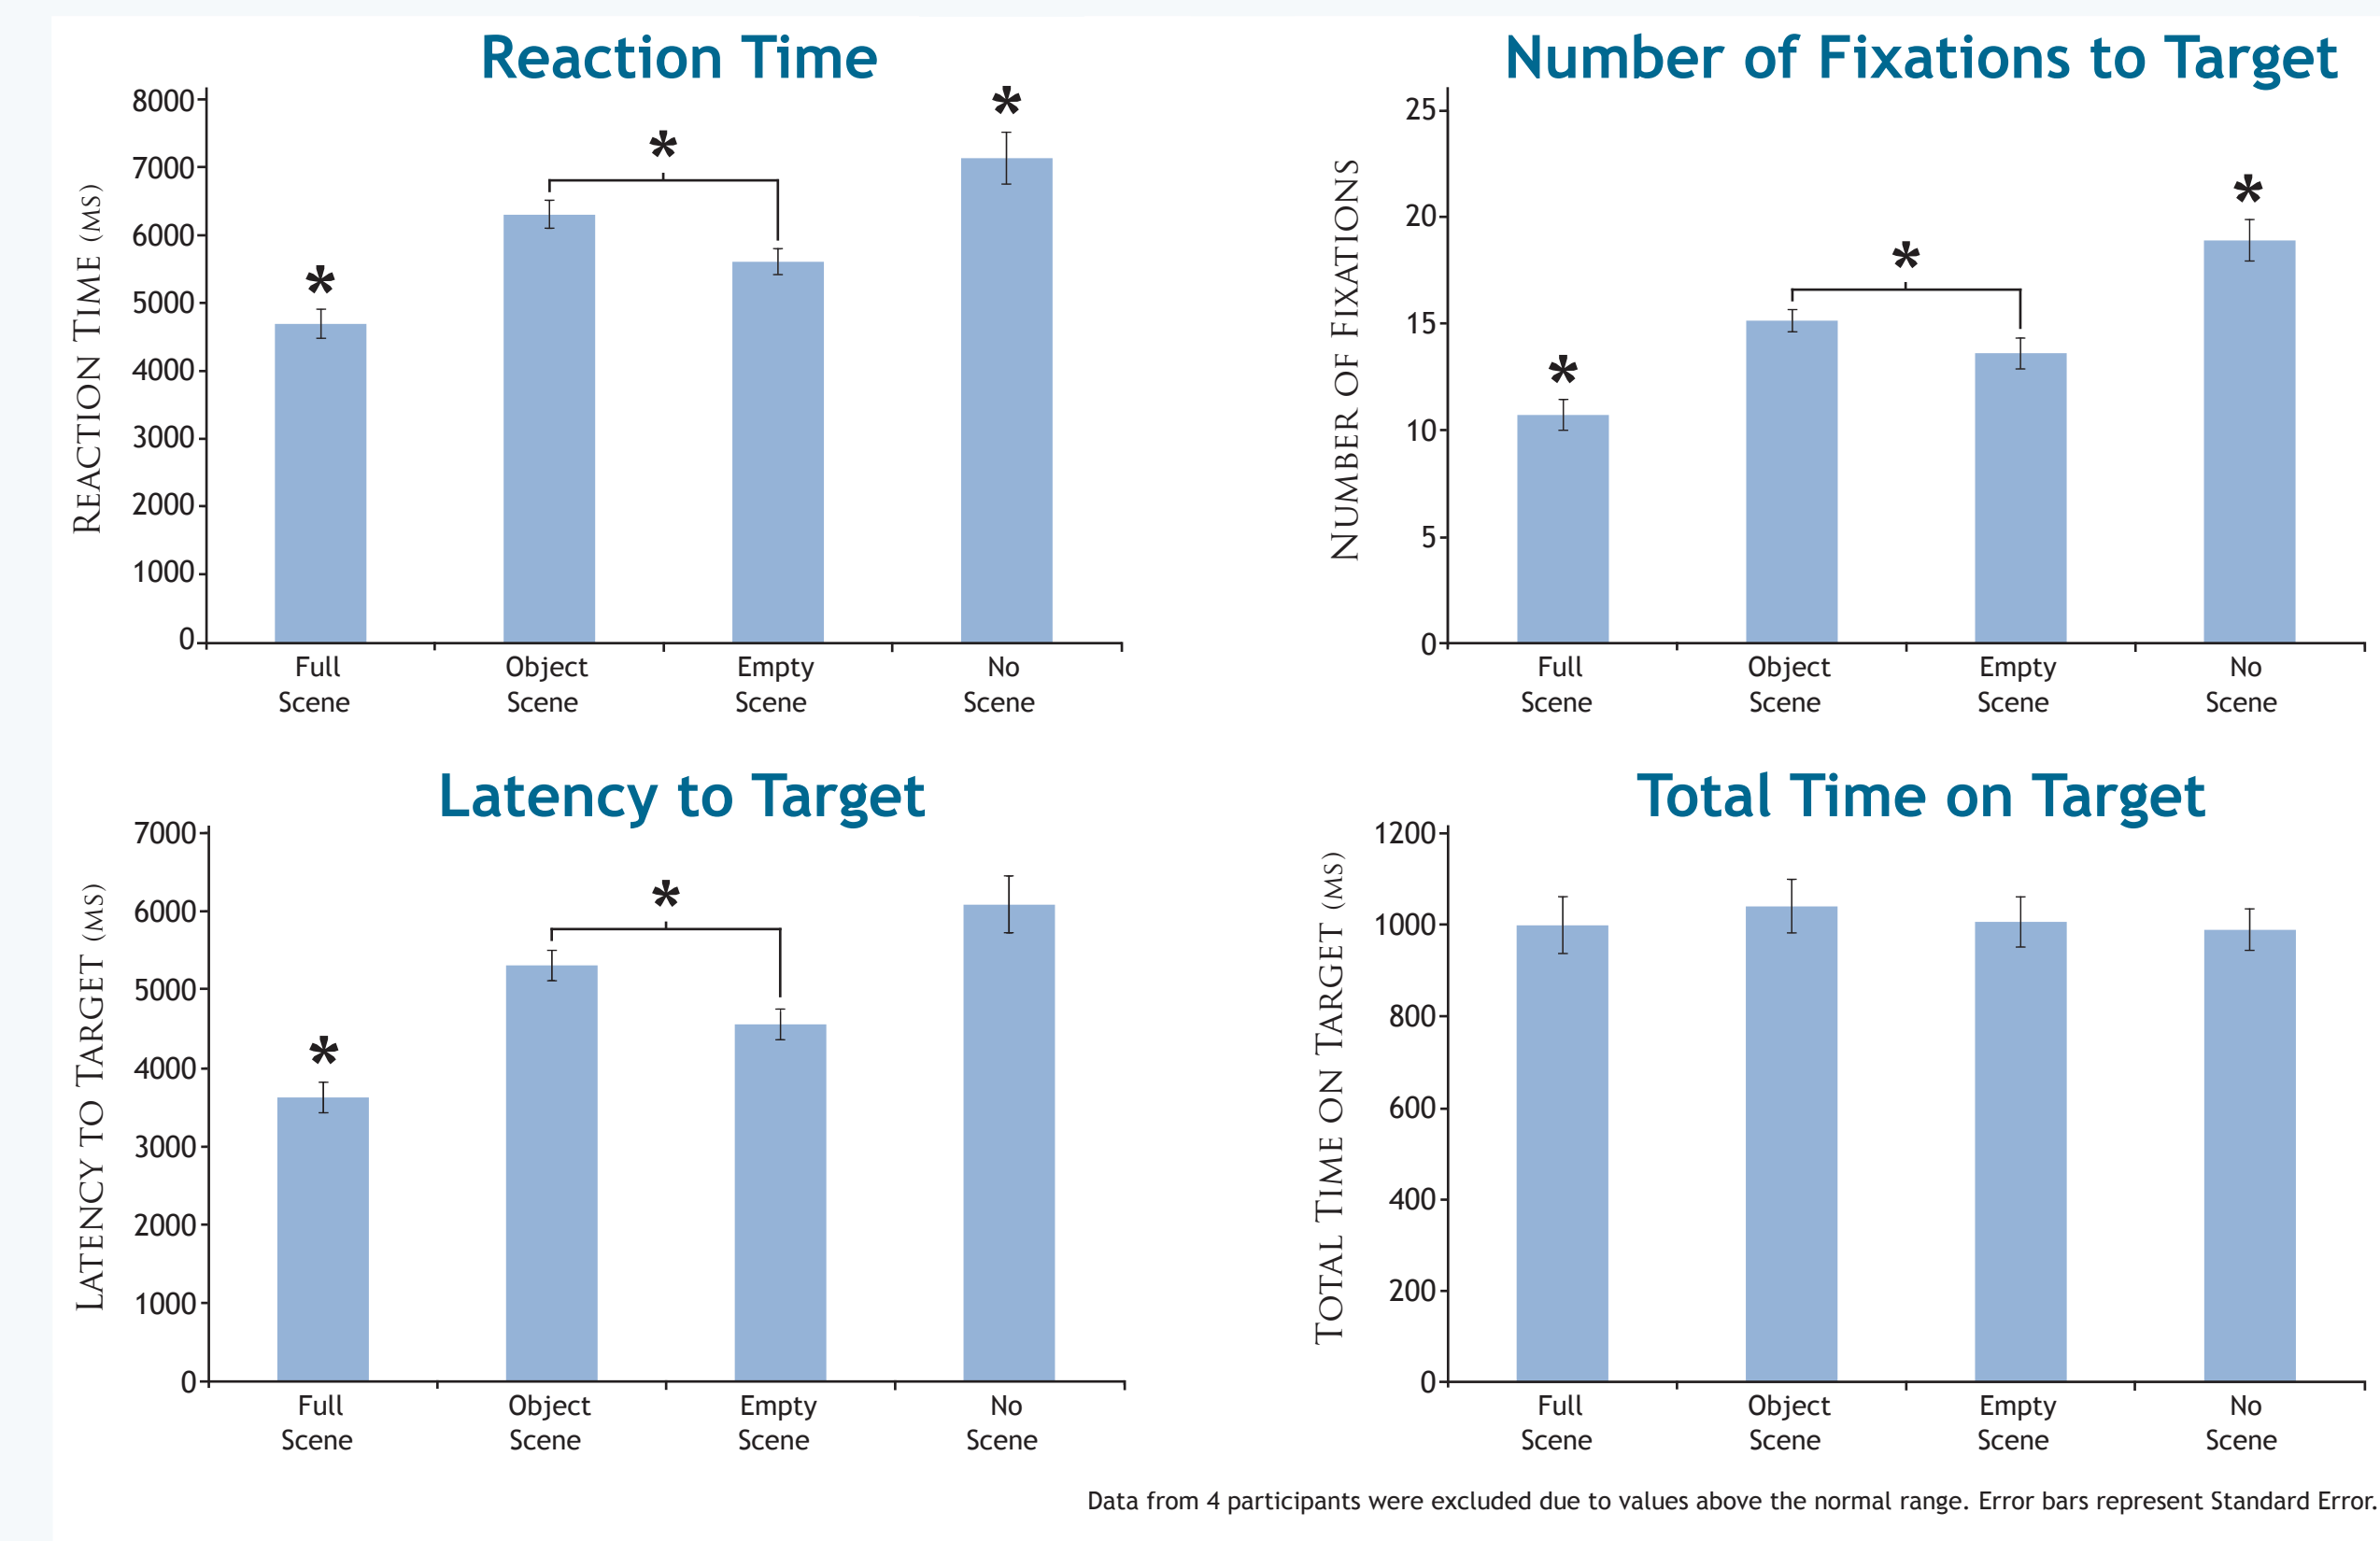 Reaction Time
REACTION TIME (MS)
8000
7000
6000
5000
4000
3000
2000
1000
0
*
*
*
Full
Scene
Object
Scene
Empty
Scene
No
Scene
Number of Fixations to Target
NUMBER OF FIXATIONS
25
20
15
10
5
0
*
*
*
Full
Scene
Object
Scene
Empty
Scene
No
Scene
Latency to Target
LATENCY TO TARGET (MS)
7000
6000
5000
4000
3000
2000
1000
0
*
*
Full
Scene
Object
Scene
Empty
Scene
No
Scene
Total Time on Target
TOTAL TIME ON TARGET (MS)
1200
1000
800
600
400
200
0
Full
Scene
Object
Scene
Empty
Scene
No
Scene
Data from 4 participants were excluded due to values above the normal range. Error bars represent Standard Error.